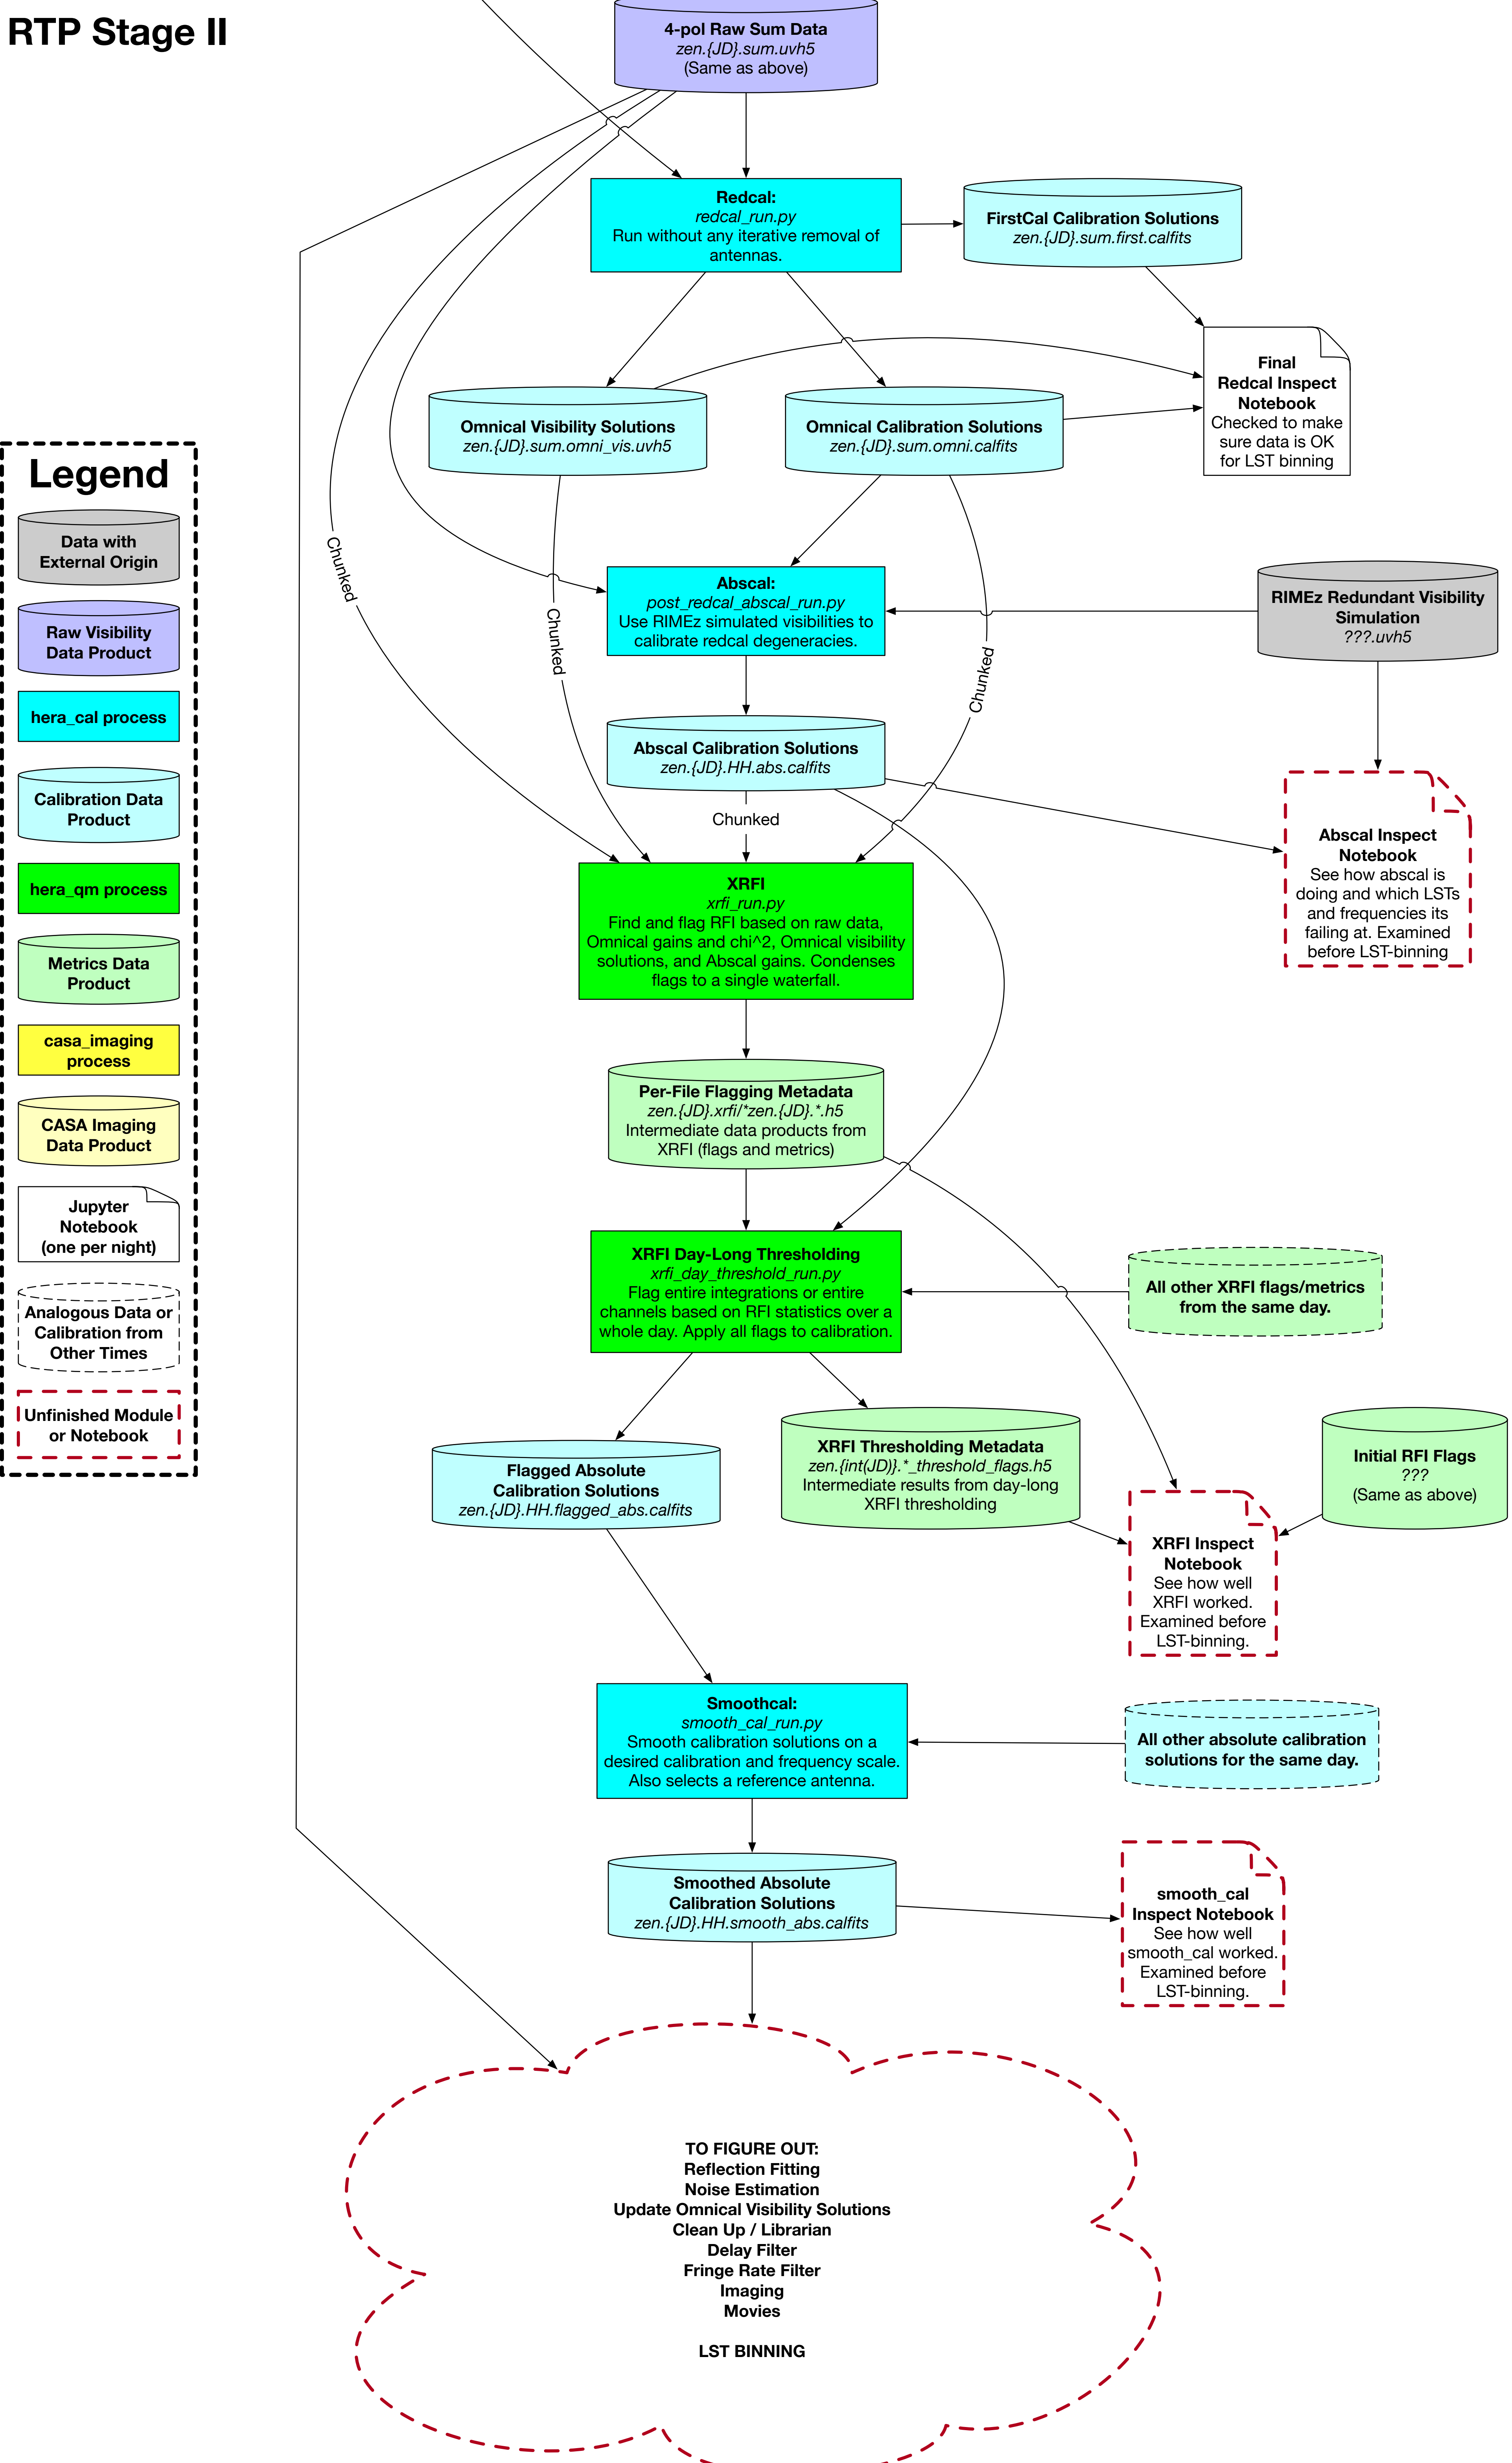 RTP Stage II
4-pol Raw Sum Data
zen.{JD}.sum.uvh5
(Same as above)
Redcal:
redcal_run.py
Run without any iterative removal of
antennas.
FirstCal Calibration Solutions
zen.{JD}.sum.first.calfits
Final
Redcal Inspect
Notebook
Checked to make
sure data is OK
for LST binning
Omnical Visibility Solutions
zen.{JD}.sum.omni_vis.uvh5
Omnical Calibration Solutions
zen.{JD}.sum.omni.calfits
Legend
Data with
External Origin
Raw Visibility
Data Product
hera_cal process
Calibration Data
Product
hera_qm process
Metrics Data
Product
casa_imaging
process
CASA Imaging
Data Product
Jupyter
Notebook
(one per night)
Analogous Data or
Calibration from
Other Times
Unfinished Module
or Notebook
Chunked
Chunked
Chunked
Abscal:
post_redcal_abscal_run.py
Use RIMEz simulated visibilities to
calibrate redcal degeneracies.
RIMEz Redundant Visibility
Simulation
???.uvh5
Abscal Calibration Solutions
zen.{JD}.HH.abs.calfits
Chunked
Abscal Inspect
Notebook
See how abscal is
doing and which LSTs
and frequencies its
failing at. Examined
before LST-binning
XRFI
xrfi_run.py
Find and flag RFI based on raw data,
Omnical gains and chi^2, Omnical visibility
solutions, and Abscal gains. Condenses
flags to a single waterfall.
Per-File Flagging Metadata
zen.{JD}.xrfi/*zen.{JD}.*.h5
Intermediate data products from
XRFI (flags and metrics)
XRFI Day-Long Thresholding
xrfi_day_threshold_run.py
Flag entire integrations or entire
channels based on RFI statistics over a
whole day. Apply all flags to calibration.
All other XRFI flags/metrics
from the same day.
Flagged Absolute
Calibration Solutions
zen.{JD}.HH.flagged_abs.calfits
XRFI Thresholding Metadata
zen.{int(JD)}.*_threshold_flags.h5
Intermediate results from day-long
XRFI thresholding
Initial RFI Flags
???
(Same as above)
XRFI Inspect
Notebook
See how well
XRFI worked.
Examined before
LST-binning.
Smoothcal:
smooth_cal_run.py
Smooth calibration solutions on a
desired calibration and frequency scale.
Also selects a reference antenna.
All other absolute calibration
solutions for the same day.
Smoothed Absolute
Calibration Solutions
zen.{JD}.HH.smooth_abs.calfits
smooth_cal
Inspect Notebook
See how well
smooth_cal worked.
Examined before
LST-binning.
TO FIGURE OUT:
Reflection Fitting
Noise Estimation
Update Omnical Visibility Solutions
Clean Up / Librarian
Delay Filter
Fringe Rate Filter
Imaging
Movies
LST BINNING